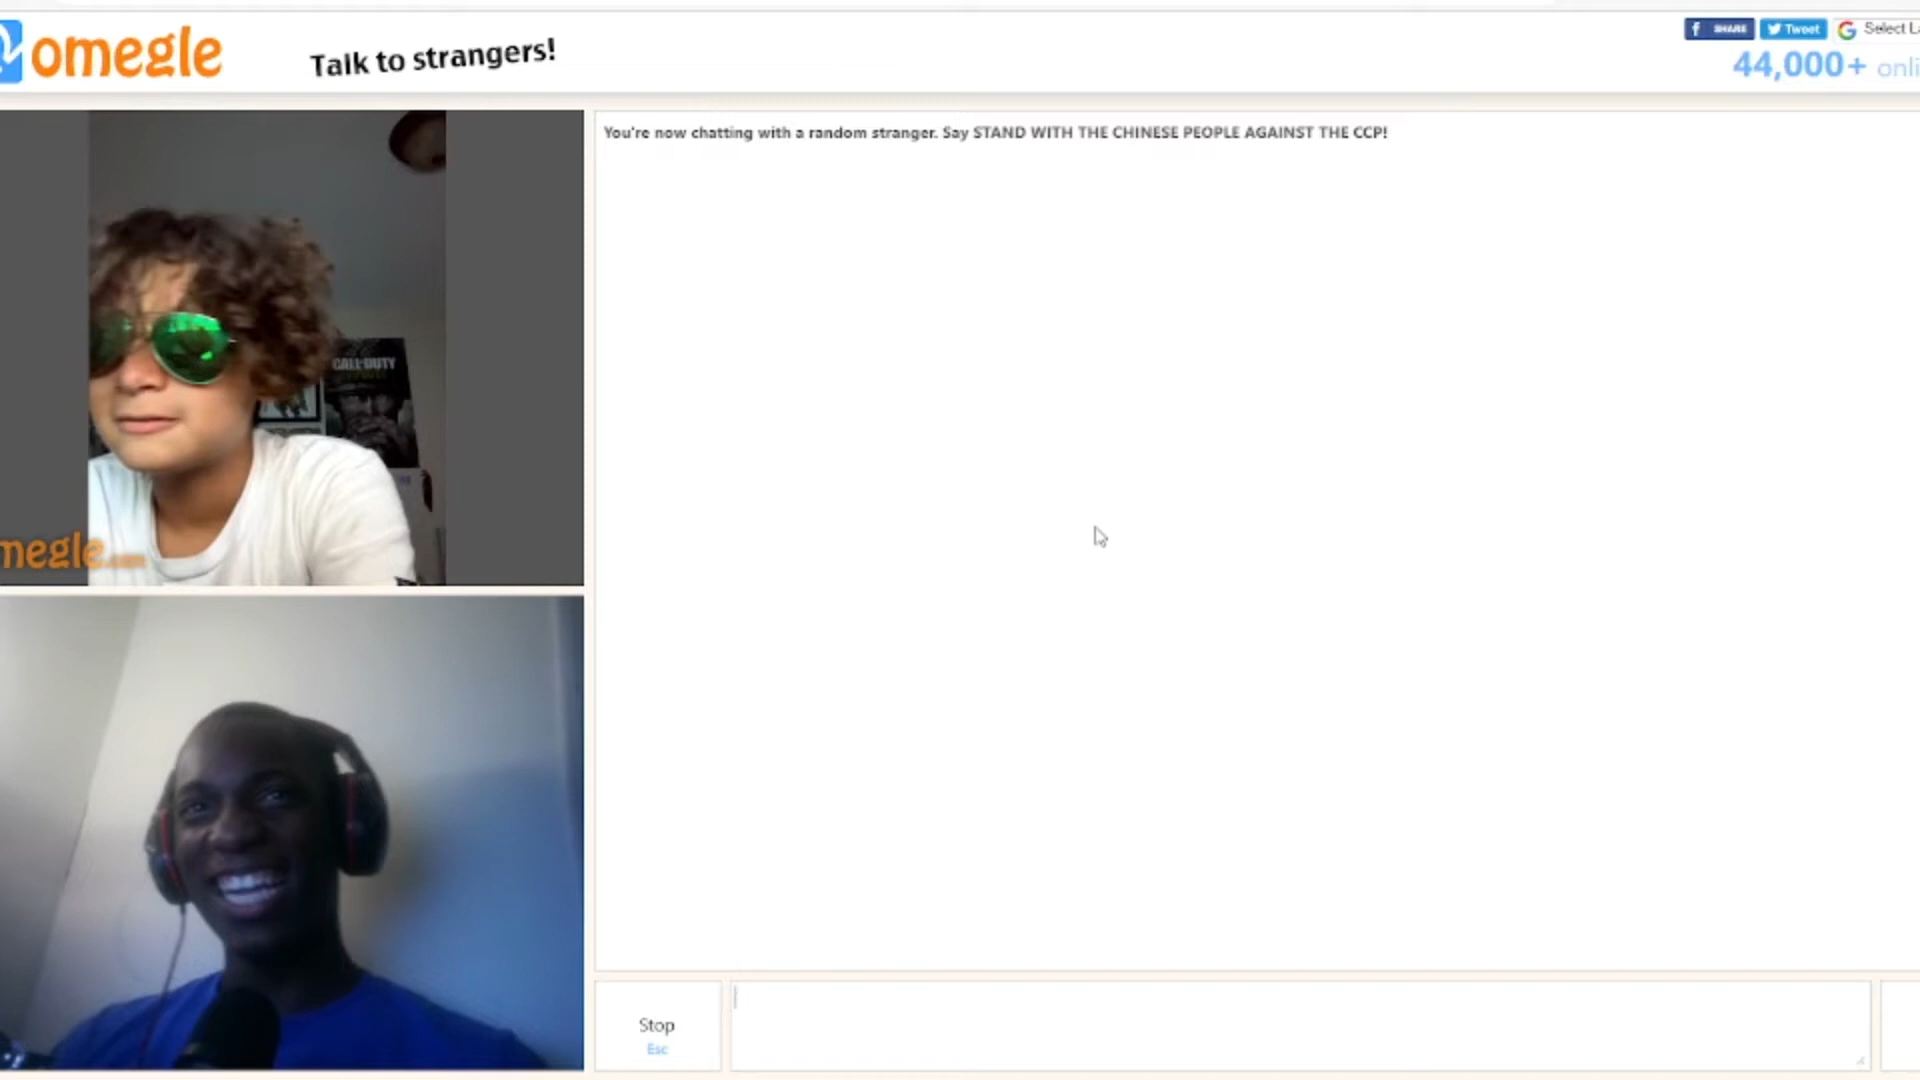 omegle
Talk to strangers!
SHARE
Tweet
Select
44,000+ onli
You're now chatting with a random stranger. Say STAND WITH THE CHINESE PEOPLE AGAINST THE CCP!
CALL DUTY
megle
Stop
Esc